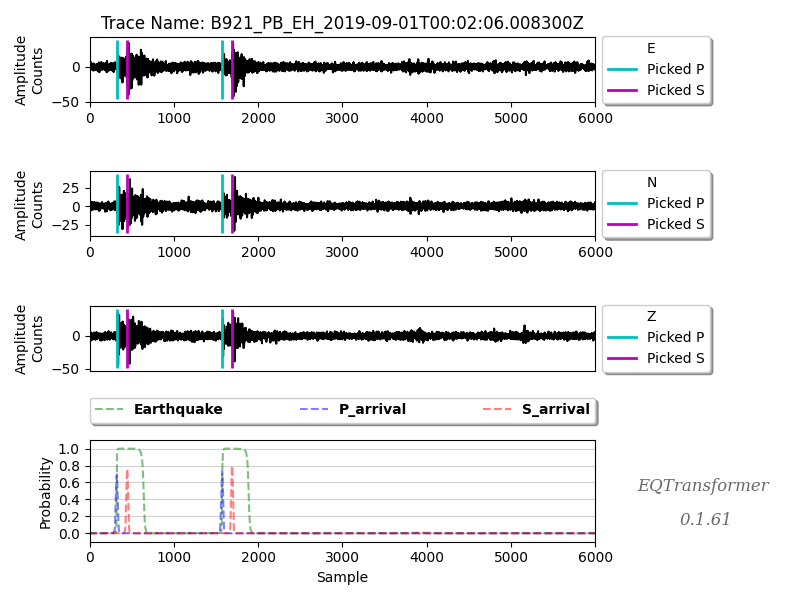 Trace Name: B921_PB_EH_2019-09-01T00:02:06.008300Z
Amplitude
Counts
0
−50
0 1000 2000 3000 4000 5000 6000
E
Picked P
Picked S
Amplitude
Counts
25
0
−25
0 1000 2000 3000 4000 5000 6000
N
Picked P
Picked S
Amplitude
Counts
0
−50
0 1000 2000 3000 4000 5000 6000
Z
Picked P
Picked S
Earthquake P_arrival S_arrival
Probability
1.0
0.8
0.6
0.4
0.2
0.0
0 1000 2000 3000 4000 5000 6000
Sample
EQTransformer
0.1.61